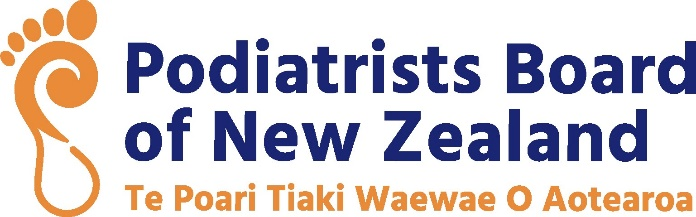 Podiatrists Board
of New Zealand
Te Poari Tiaki Waewae O Aotearoa